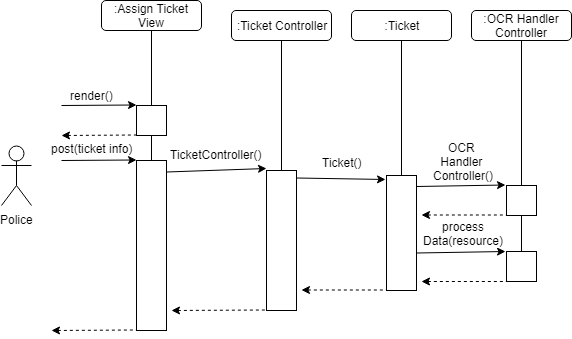 :Assign Ticket
View
:Ticket Controller
:Ticket
:OCR Handler
Controller
render()
post(ticket info)
TicketController()
Ticket()
OCR
Handler
Controller()
process
Data(resource)
Police